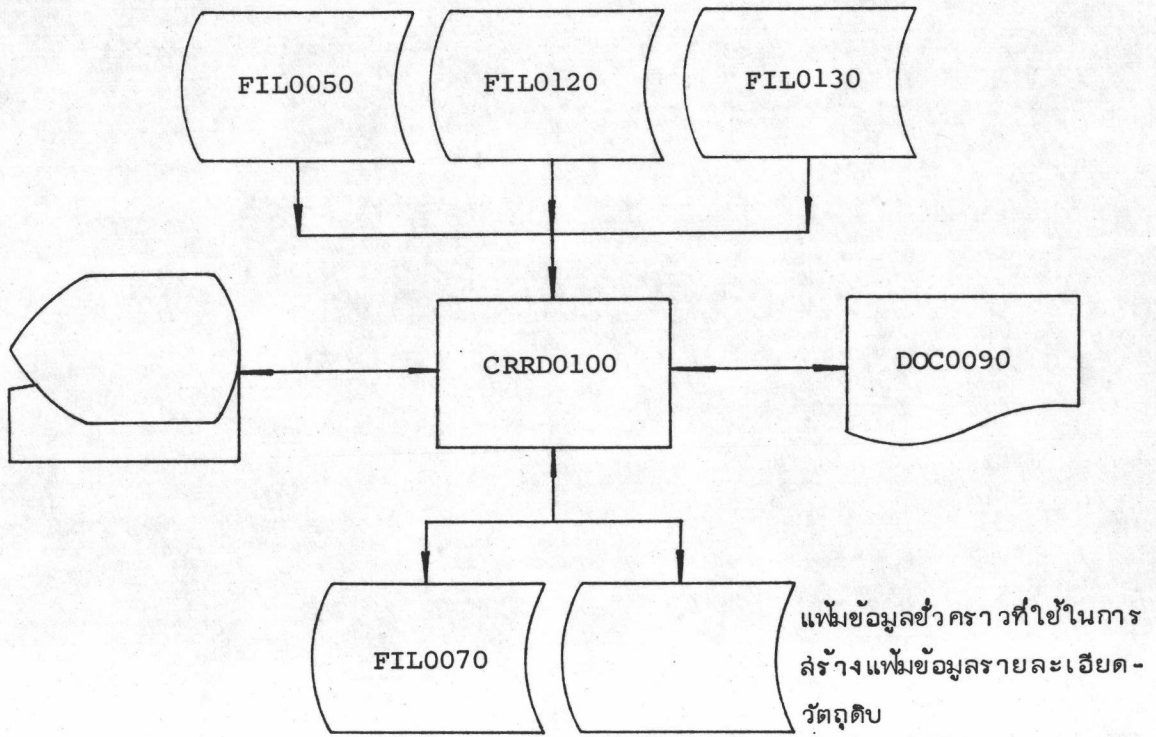 FIL0050
FIL0120
FIL0130
CRRD0100
DOC0090
FIL0070
แฟ้มข้อมูลชั่วคราวที่ใช้ในการ
สร้างแฟ้มข้อมูลรายละเอียด-
วัตถุดิบ